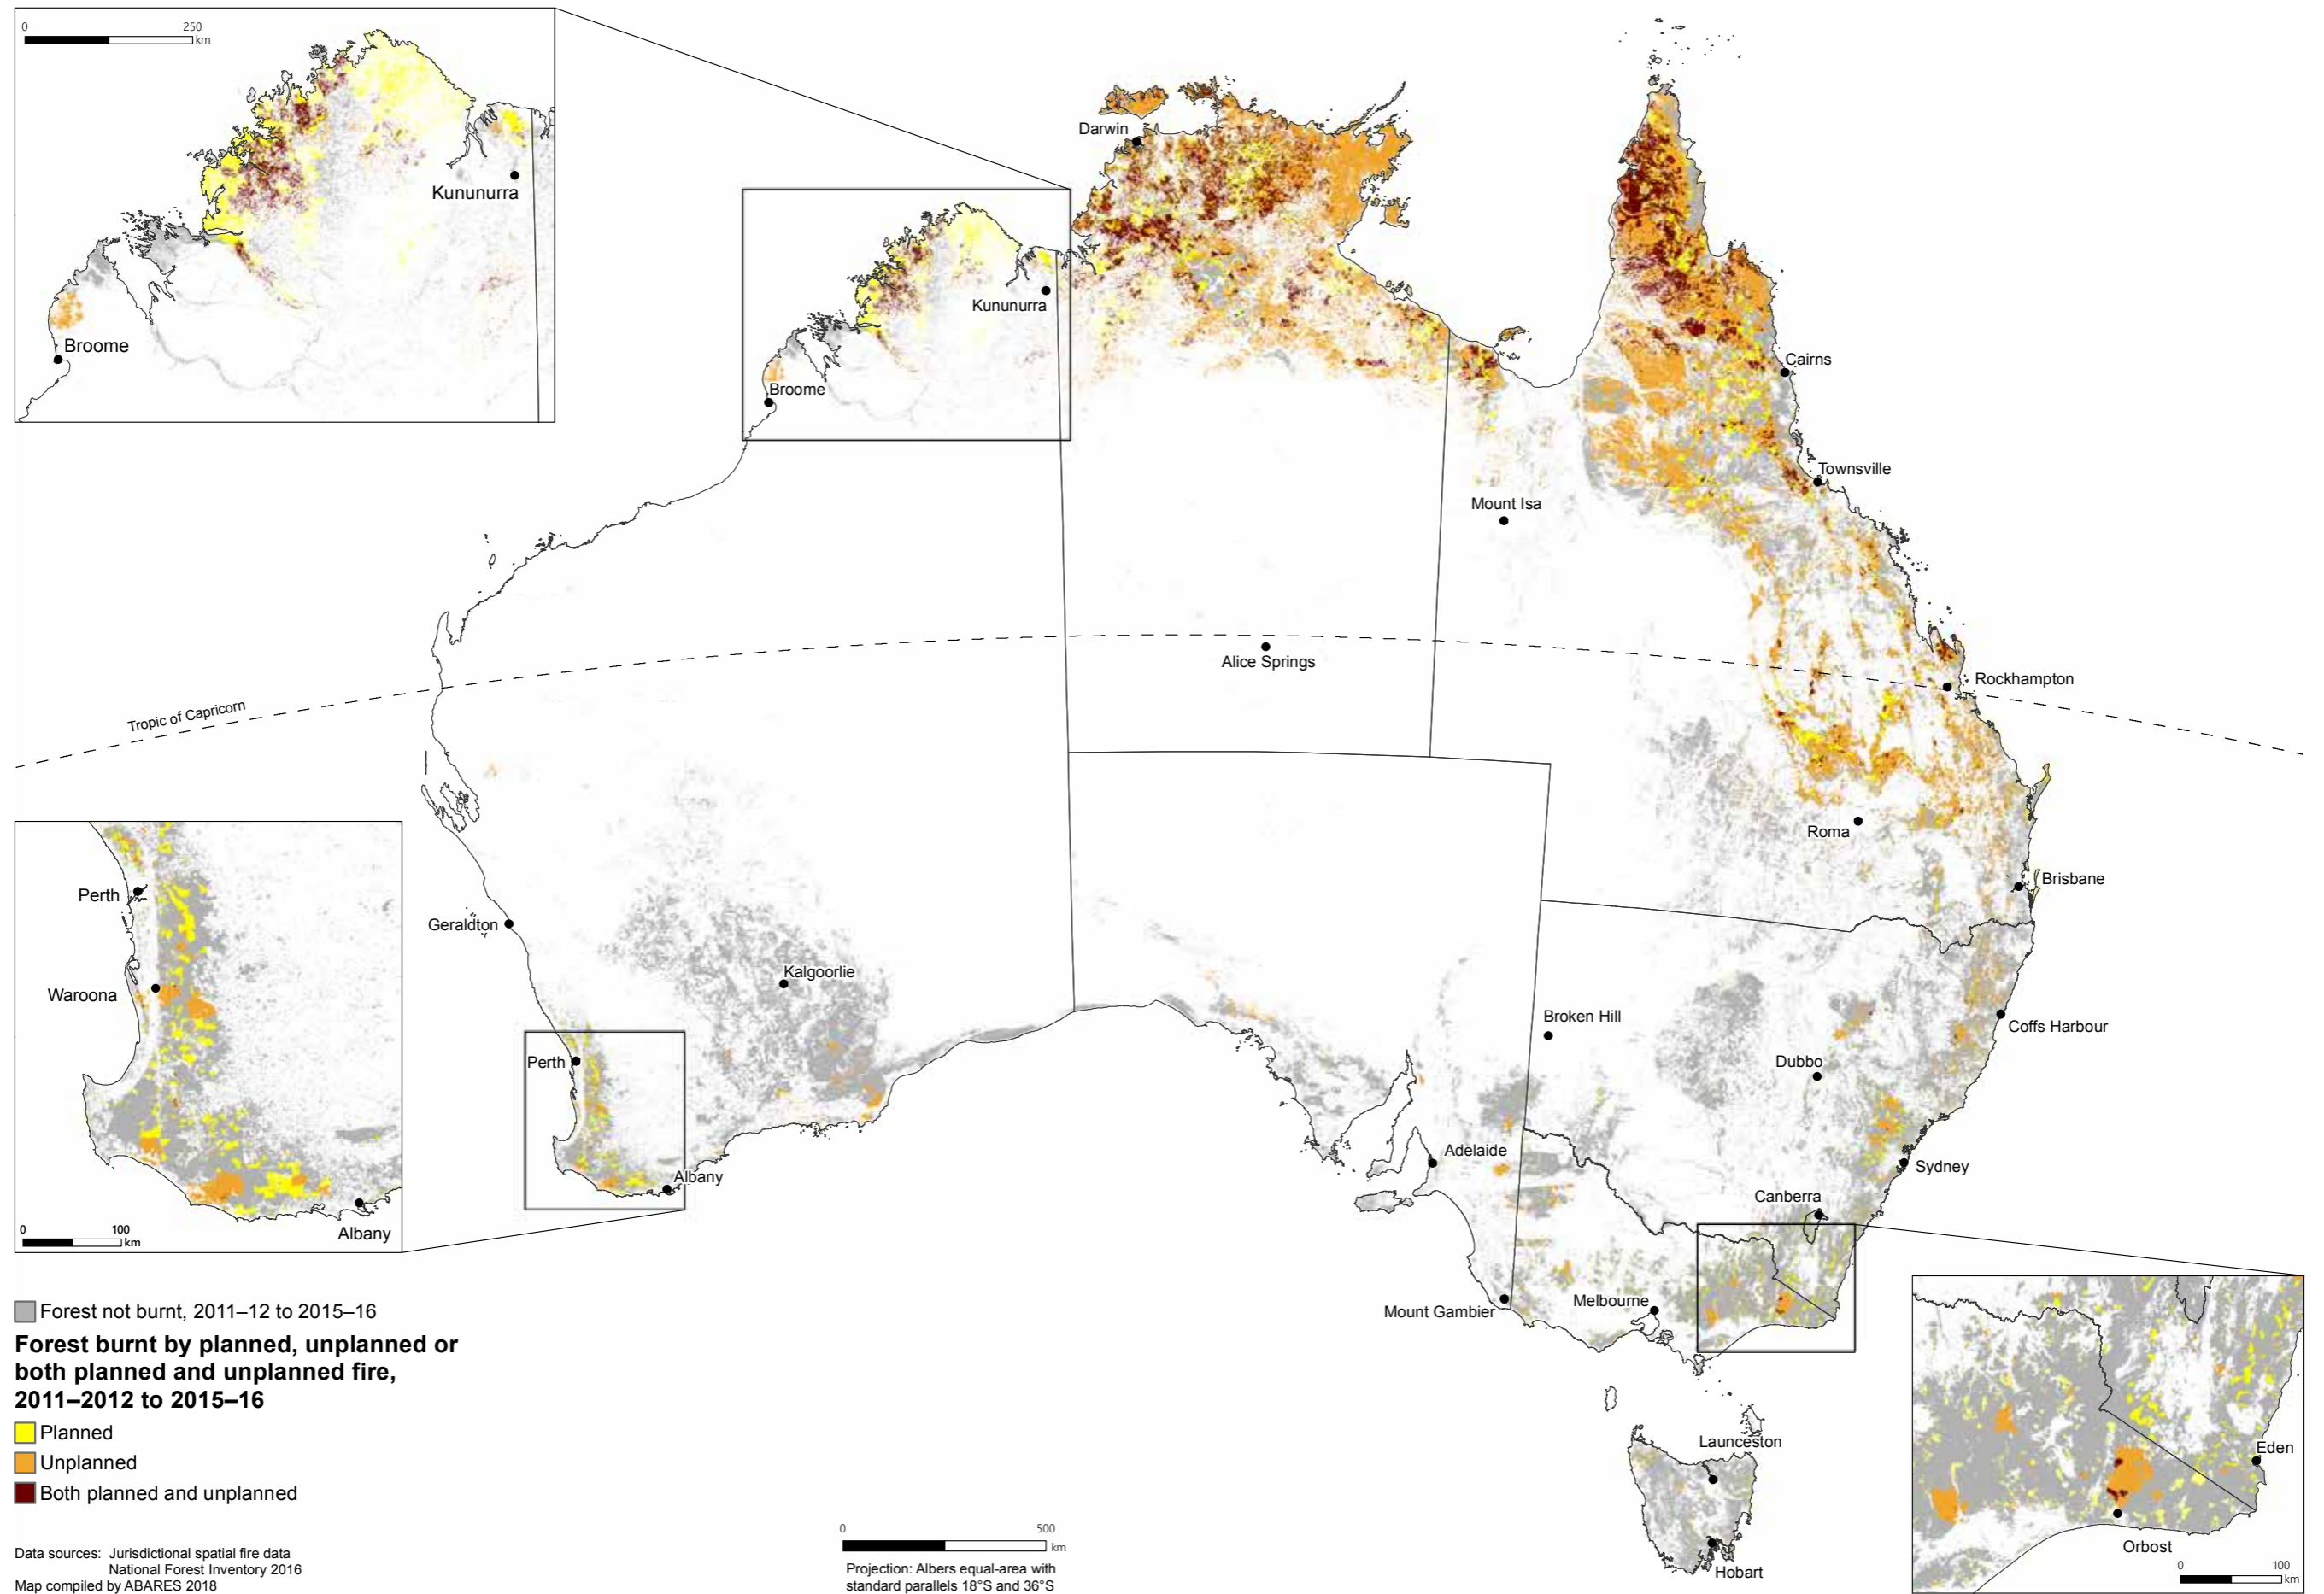 0 250
km
Kununurra
Broome
Darwin
Kununurra
Broome
Cairns
Townsville
Mount Isa
Alice Springs
Rockhampton
Tropic of Capricorn
Roma
Brisbane
Perth
Waroona
Albany
0 100
km
Geraldton
Kalgoorlie
Perth
Albany
Broken Hill
Coffs Harbour
Dubbo
Adelaide
Sydney
Canberra
Mount Gambier
Melbourne
Launceston
Hobart
Eden
Orbost
0 100
km
Forest not burnt, 2011–12 to 2015–16
Forest burnt by planned, unplanned or
both planned and unplanned fire,
2011–2012 to 2015–16
Planned
Unplanned
Both planned and unplanned
Data sources: Jurisdictional spatial fire data
National Forest Inventory 2016
Map compiled by ABARES 2018
0 500
km
Projection: Albers equal-area with
standard parallels 18°S and 36°S